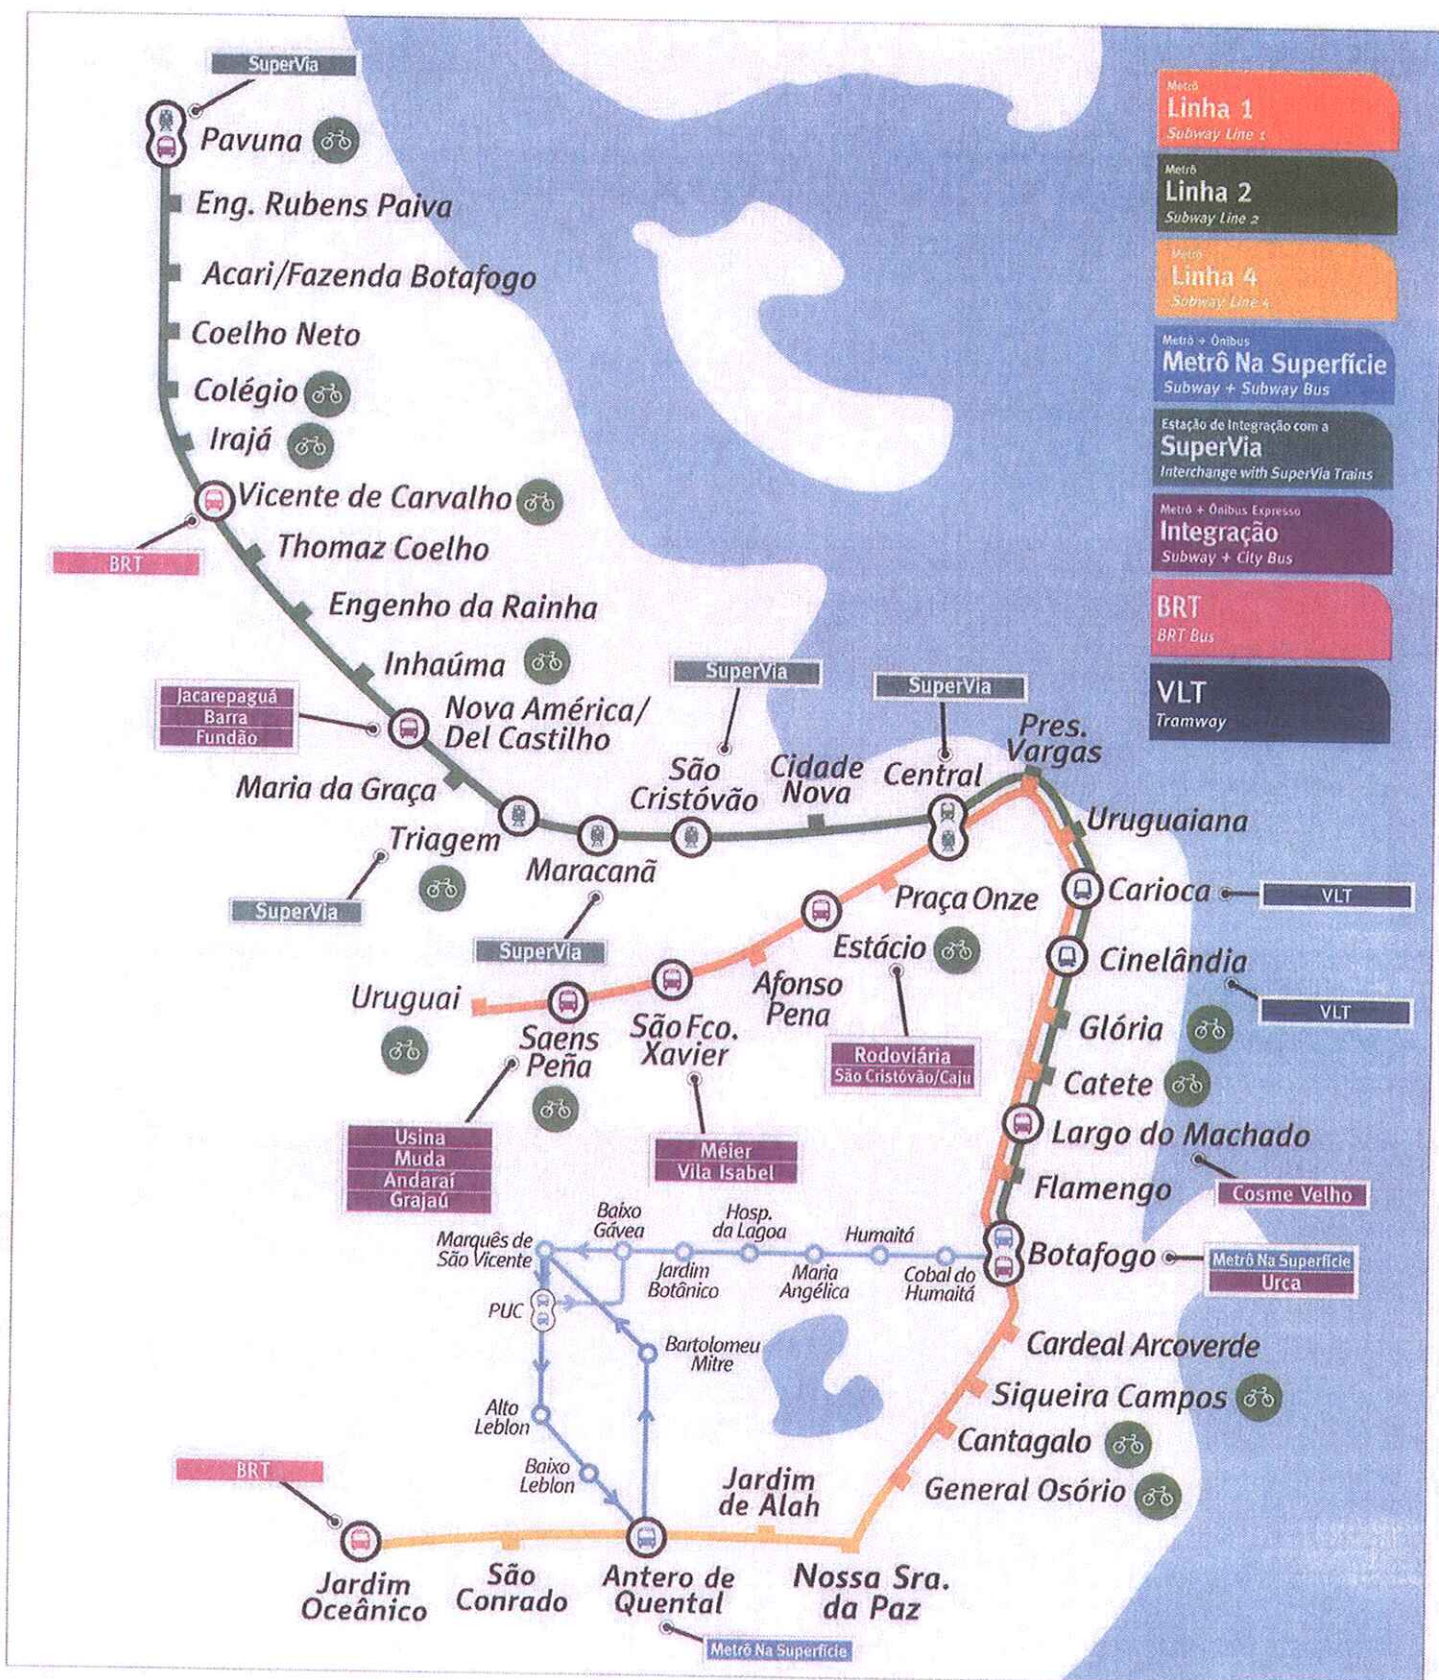 SuperVia
Pavuna
Eng. Rubens Paiva
Acari/Fazenda Botafogo
Coelho Neto
Colégio
Irajá
Vicente de Carvalho
BRT
Thomaz Coelho
Engenho da Rainha
Inhaúma
Jacarepaguá
Barra
Fundão
Nova América/
Del Castilho
Maria da Graça
Triagem
SuperVia
Maracanã
SuperVia
São
Cristóvão
SuperVia
Cidade
Nova
Central
SuperVia
Pres.
Vargas
Uruguaiana
Carioca
VLT
Cinelândia
VLT
Glória
Catete
Largo do Machado
Cosme Velho
Flamengo
Botafogo
Metrô Na Superfície
Urca
Praça Onze
Estácio
Rodoviária
São Cristóvão/Caju
Afonso
Pena
São Fco.
Xavier
Méier
Vila Isabel
Saens
Peña
Usina
Muda
Andaraí
Grajaú
Uruguai
Marquês de
São Vicente
Baixo
Gávea
Jardim
Botânico
Hosp.
da Lagoa
Maria
Angélica
Humaitá
Cobal do
Humaitá
PUC
Bartolomeu
Mitre
Alto
Leblon
Baixo
Leblon
Cardeal Arcoverde
Siqueira Campos
Cantagalo
General Osório
Nossa Sra.
da Paz
Jardim
de Alah
Antero de
Quental
Metrô Na Superfície
São
Conrado
Jardim
Oceânico
BRT
Metrô
Linha 1
Subway Line 1
Metrô
Linha 2
Subway Line 2
Metrô
Linha 4
Subway Line 4
Metrô + Ônibus
Metrô Na Superfície
Subway + Subway Bus
Estação de Integração com a
SuperVia
Interchange with SuperVia Trains
Metrô + Ônibus Expresso
Integração
Subway + City Bus
BRT
BRT Bus
VLT
Tramway